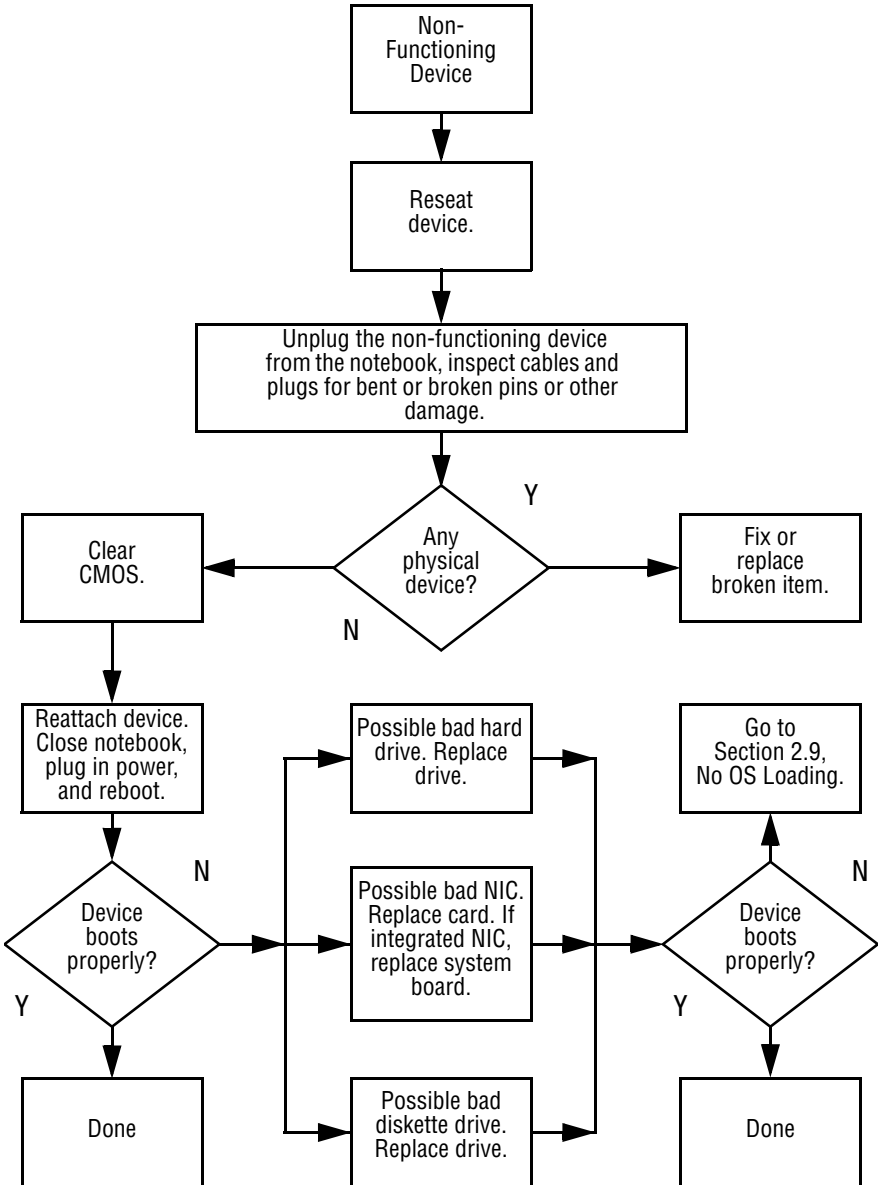 Non-
Functioning
Device
Reseat
device.
Unplug the non-functioning device
from the notebook, inspect cables and
plugs for bent or broken pins or other
damage.
Y
Any
physical
device?
N
Clear
CMOS.
Fix or
replace
broken item.
Reattach device.
Close notebook,
plug in power,
and reboot.
Possible bad hard
drive. Replace
drive.
Go to
Section 2.9,
No OS Loading.
N
Device
boots
properly?
Y
Possible bad NIC.
Replace card. If
integrated NIC,
replace system
board.
N
Device
boots
properly?
Y
Done
Possible bad
diskette drive.
Replace drive.
Done